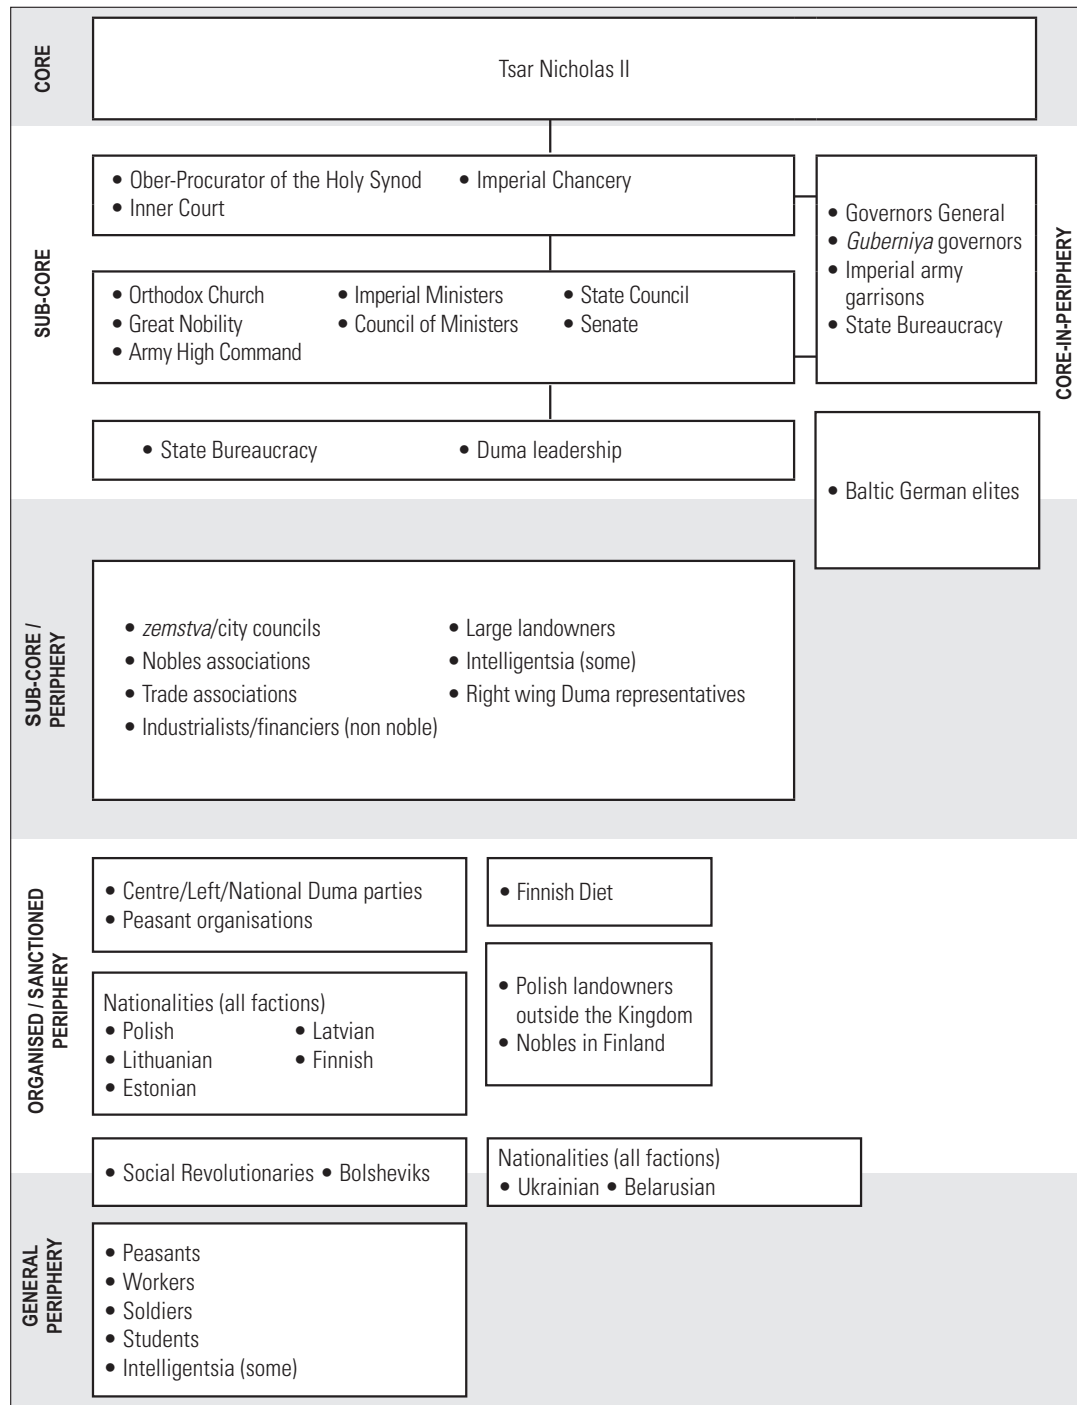 CORE
Tsar Nicholas II
SUB-CORE
• Ober-Procurator of the Holy Synod
• Imperial Chancery
• Inner Court
• Orthodox Church
• Imperial Ministers
• State Council
• Great Nobility
• Council of Ministers
• Senate
• Army High Command
• State Bureaucracy
• Duma leadership
CORE-IN-PERIPHERY
• Governors General
• Guberniya governors
• Imperial army
garrisons
• State Bureaucracy
• Baltic German elites
SUB-CORE /
PERIPHERY
• zemstva/city councils
• Large landowners
• Nobles associations
• Intelligentsia (some)
• Trade associations
• Right wing Duma representatives
• Industrialists/financiers (non noble)
ORGANISED / SANCTIONED
PERIPHERY
• Centre/Left/National Duma parties
• Peasant organisations
• Finnish Diet
Nationalities (all factions)
• Polish
• Latvian
• Lithuanian
• Finnish
• Estonian
• Polish landowners
outside the Kingdom
• Nobles in Finland
• Social Revolutionaries • Bolsheviks
Nationalities (all factions)
• Ukrainian • Belarusian
GENERAL
PERIPHERY
• Peasants
• Workers
• Soldiers
• Students
• Intelligentsia (some)